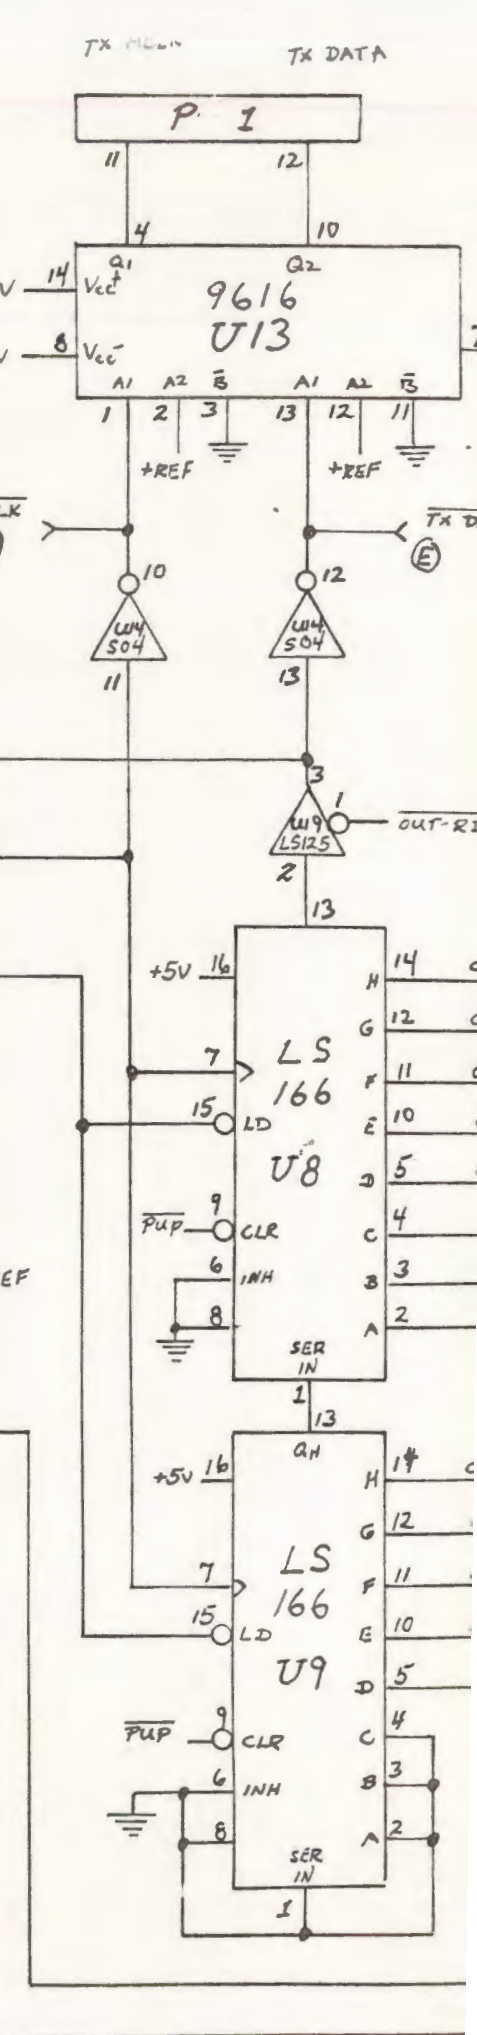 TX TX DATA
P 1
11 12
4 10
Q1 Q2
14 Vcc+ 9616
8 Vcc- U13
A1 A2 B̅ A1 A2 B̅
1 2 3 13 12 11
+REF +REF
TX D
E
10 12
U14 U14
S04 S04
11 13
3 1
U19 OUT-
LS125
2
13
+5V 16 H 14
G 12
7 LS F 11
166
15 LD E 10
U8 D 5
PUP 9 CLR C 4
6 INH B 3
EF
8 A 2
SER
IN
1
13
QH
+5V 16 H 14
G 12
7 LS F 11
166
15 LD E 10
U9 D 5
PUP 9 CLR C 4
6 INH B 3
8 A 2
SER
IN
1